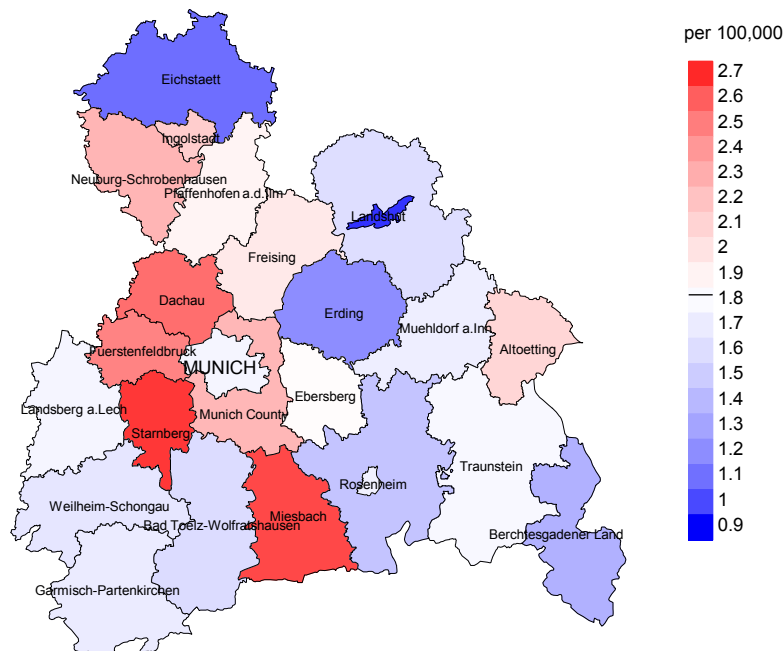 per 100,000
2.7
2.6
2.5
2.4
2.3
2.2
2.1
2
1.9
1.8
1.7
1.6
1.5
1.4
1.3
1.2
1.1
1
0.9
Eichstaett
Ingolstadt
Neuburg-Schrobenhausen
Pfaffenhofen a.d.Ilm
Landshut
Freising
Dachau
Erding
Muehldorf a.Inn
Altoetting
Fuerstenfeldbruck
MUNICH
Ebersberg
Landsberg a.Lech
Munich County
Starnberg
Traunstein
Rosenheim
Weilheim-Schongau
Miesbach
Bad Toelz-Wolfratshausen
Berchtesgadener Land
Garmisch-Partenkirchen